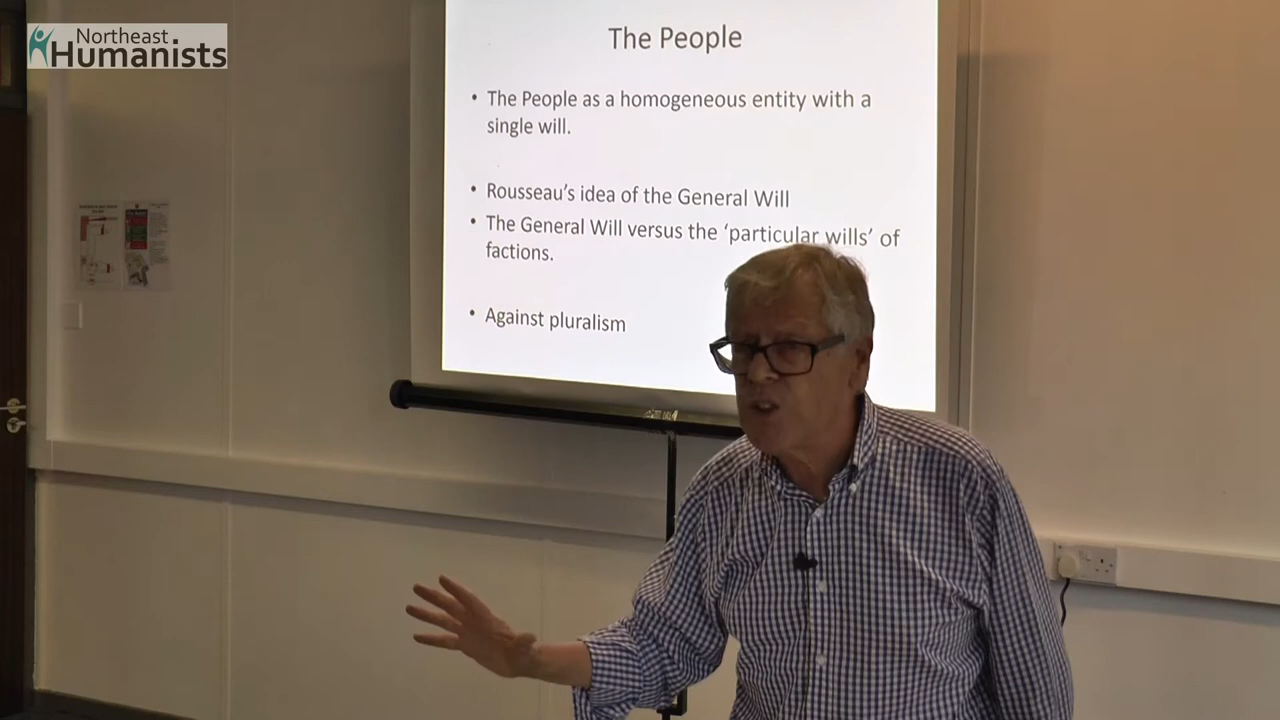 Northeast
Humanists
The People
• The People as a homogeneous entity with a
single will.
• Rousseau's idea of the General Will
• The General Will versus the 'particular wills' of
factions.
• Against pluralism